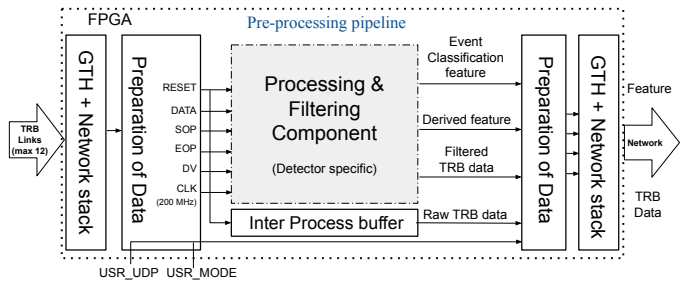 FPGA
Pre-processing pipeline
TRB
Links
(max 12)
GTH + Network stack
Preparation of Data
RESET
DATA
SOP
EOP
DV
CLK
(200 MHz)
Processing &
Filtering
Component
(Detector specific)
Inter Process buffer
Event
Classification
feature
Derived feature
Filtered
TRB data
Raw TRB data
Preparation of Data
GTH + Network stack
Feature
Network
TRB
Data
USR_UDP
USR_MODE